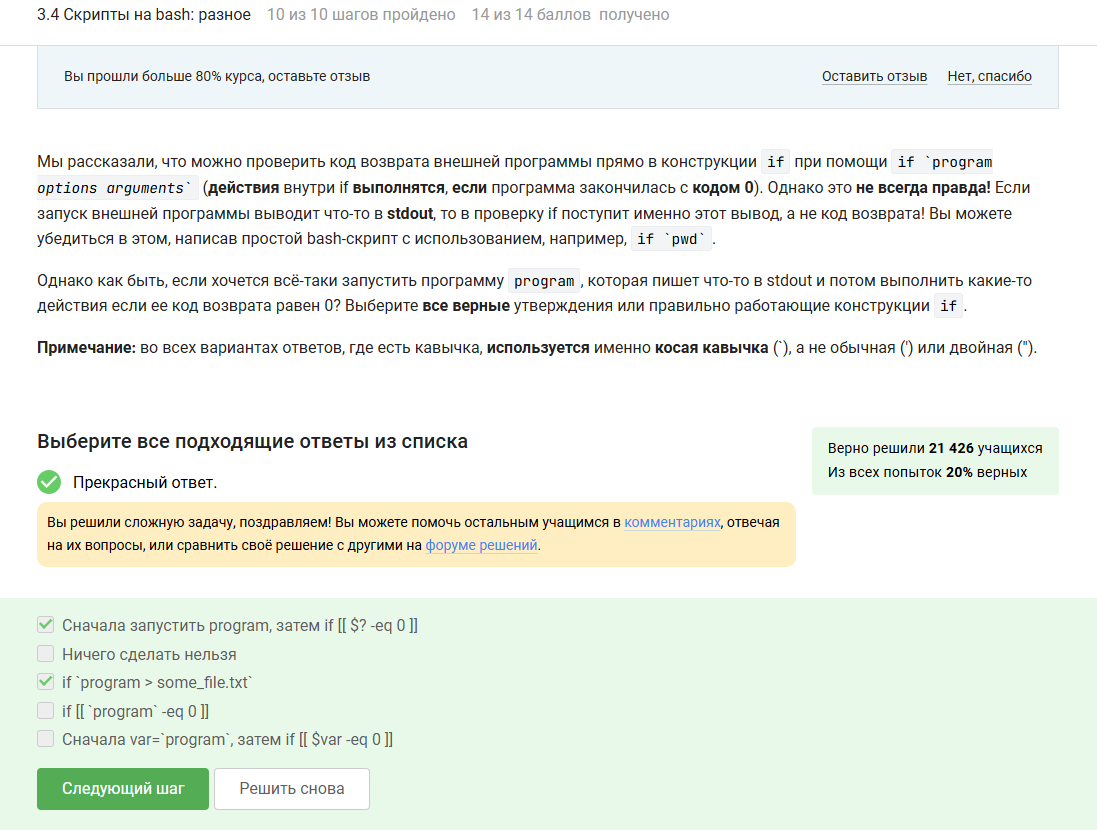 3.4 Скрипты на bash: разное 10 из 10 шагов пройдено 14 из 14 баллов получено
Вы прошли больше 80% курса, оставьте отзыв Оставить отзыв Нет, спасибо
Мы рассказали, что можно проверить код возврата внешней программы прямо в конструкции if при помощи if `program
options arguments` (действия внутри if выполнятся, если программа закончилась с кодом 0). Однако это не всегда правда! Если
запуск внешней программы выводит что-то в stdout, то в проверку if поступит именно этот вывод, а не код возврата! Вы можете
убедиться в этом, написав простой bash-скрипт с использованием, например, if `pwd`.
Однако как быть, если хочется всё-таки запустить программу program, которая пишет что-то в stdout и потом выполнить какие-то
действия если ее код возврата равен 0? Выберите все верные утверждения или правильно работающие конструкции if.
Примечание: во всех вариантах ответов, где есть кавычка, используется именно косая кавычка (`), а не обычная (') или двойная (").
Выберите все подходящие ответы из списка
Верно решили 21 426 учащихся
Из всех попыток 20% верных
Прекрасный ответ.
Вы решили сложную задачу, поздравляем! Вы можете помочь остальным учащимся в комментариях, отвечая
на их вопросы, или сравнить своё решение с другими на форуме решений.
Сначала запустить program, затем if [[ $? -eq 0 ]]
Ничего сделать нельзя
if `program > some_file.txt`
if [[ `program` -eq 0 ]]
Сначала var=`program`, затем if [[ $var -eq 0 ]]
Следующий шаг Решить снова